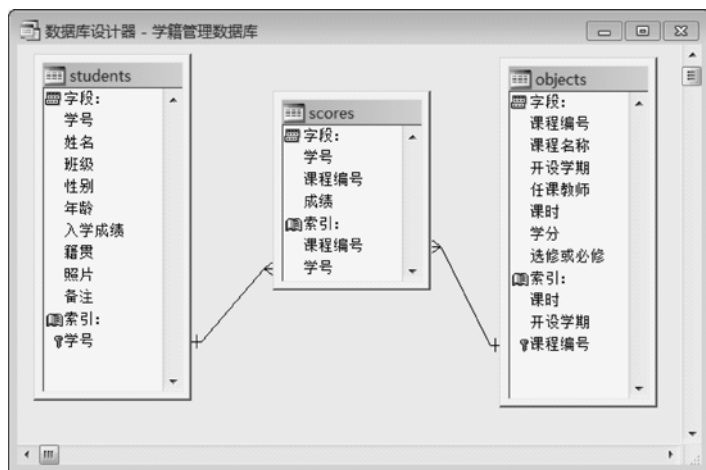 数据库设计器 - 学籍管理数据库
students
字段:
学号
姓名
班级
性别
年龄
入学成绩
籍贯
照片
备注
索引:
学号
scores
字段:
学号
课程编号
成绩
索引:
课程编号
学号
objects
字段:
课程编号
课程名称
开设学期
任课教师
课时
学分
选修或必修
索引:
课时
开设学期
课程编号